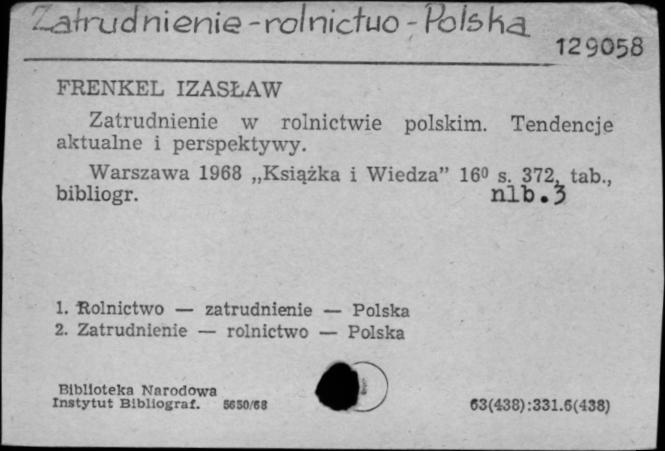 Zatrudnienie - rolnictwo - Polska
129058
FRENKEL IZASŁAW
Zatrudnienie w rolnictwie polskim. Tendencje
aktualne i perspektywy.
Warszawa 1968 „Książka i Wiedza” 16⁰ s. 372, tab.,
bibliogr. nlb. 3
1. Rolnictwo — zatrudnienie — Polska
2. Zatrudnienie — rolnictwo — Polska
Biblioteka Narodowa
Instytut Bibliograf. 5650/68
63(438):331.6(438)